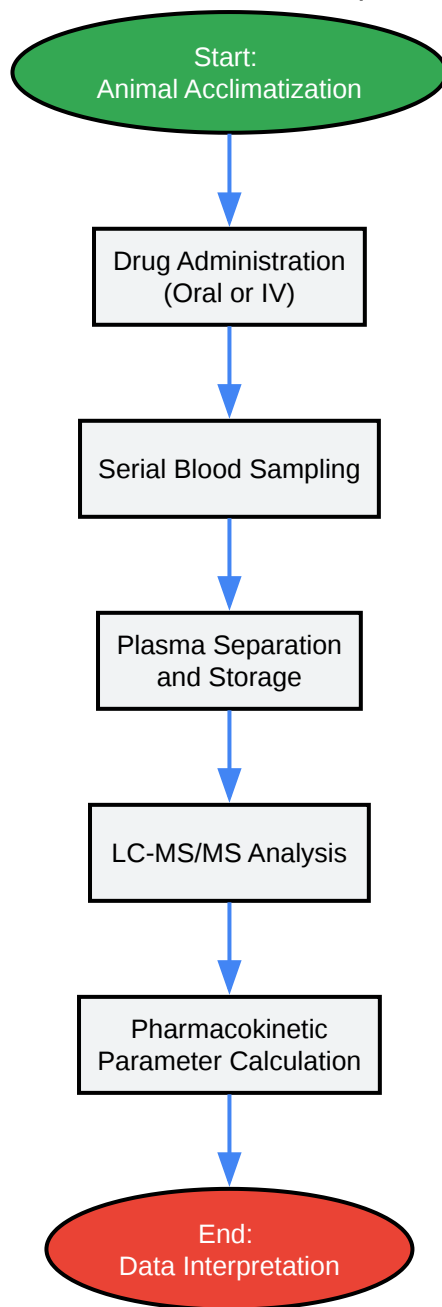 Start:
Animal Acclimatization
Drug Administration
(Oral or IV)
Serial Blood Sampling
Plasma Separation
and Storage
LC-MS/MS Analysis
Pharmacokinetic
Parameter Calculation
End:
Data Interpretation